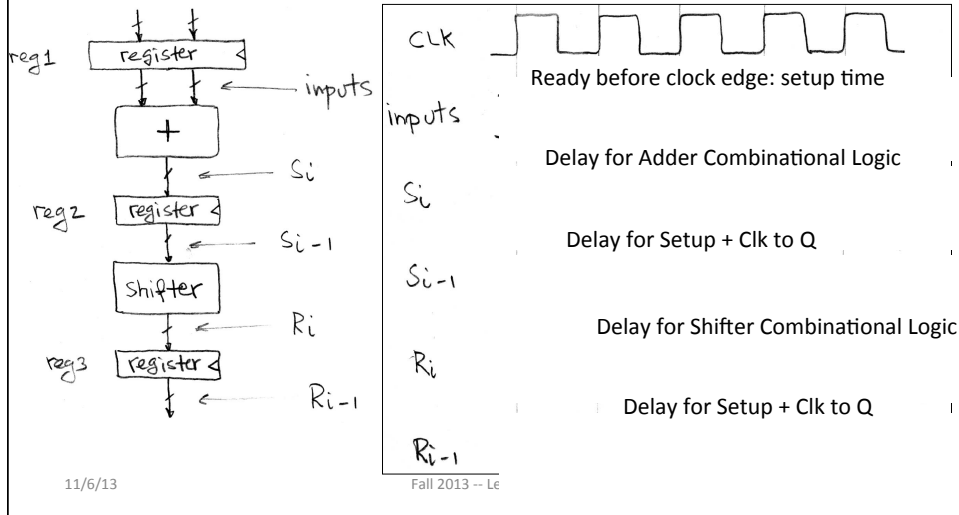 reg1
register
inputs
+
Si
reg2
register
Si-1
Shifter
Ri
reg3
register
Ri-1
CLK
Ready before clock edge: setup time
inputs
Delay for Adder Combinational Logic
Si
Delay for Setup + Clk to Q
Si-1
Delay for Shifter Combinational Logic
Ri
Delay for Setup + Clk to Q
Ri-1
11/6/13
Fall 2013 -- Le